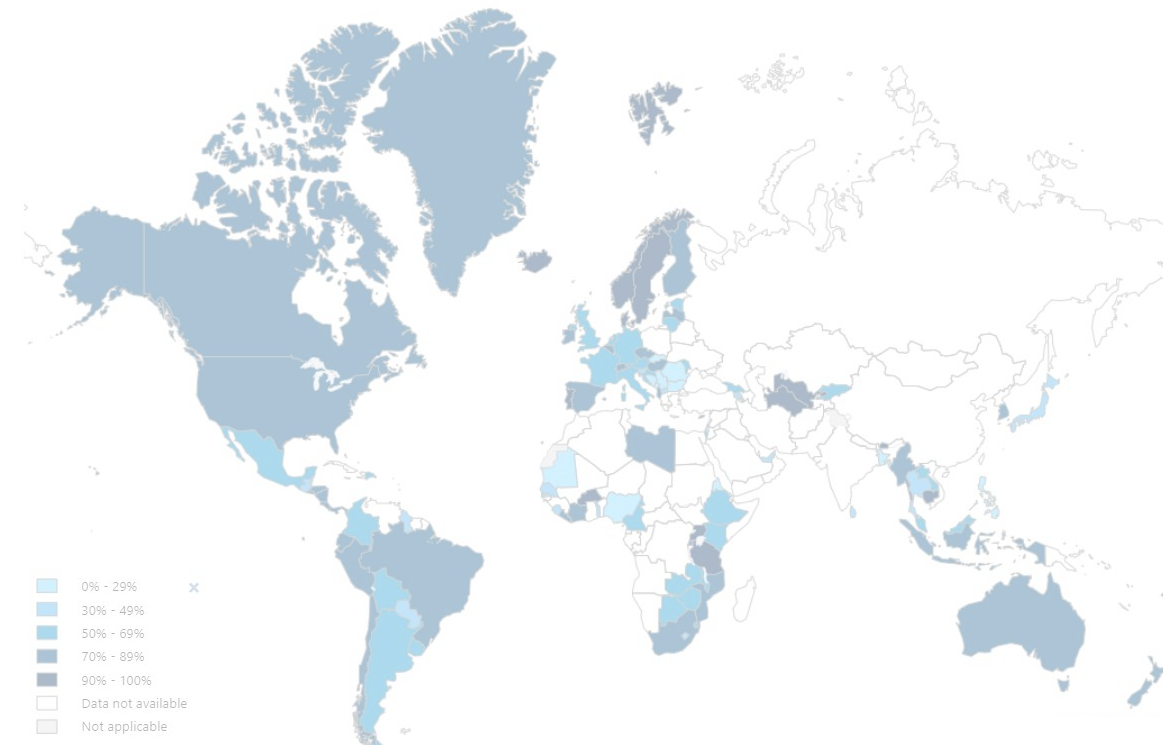 0% - 29%
30% - 49%
50% - 69%
70% - 89%
90% - 100%
Data not available
Not applicable